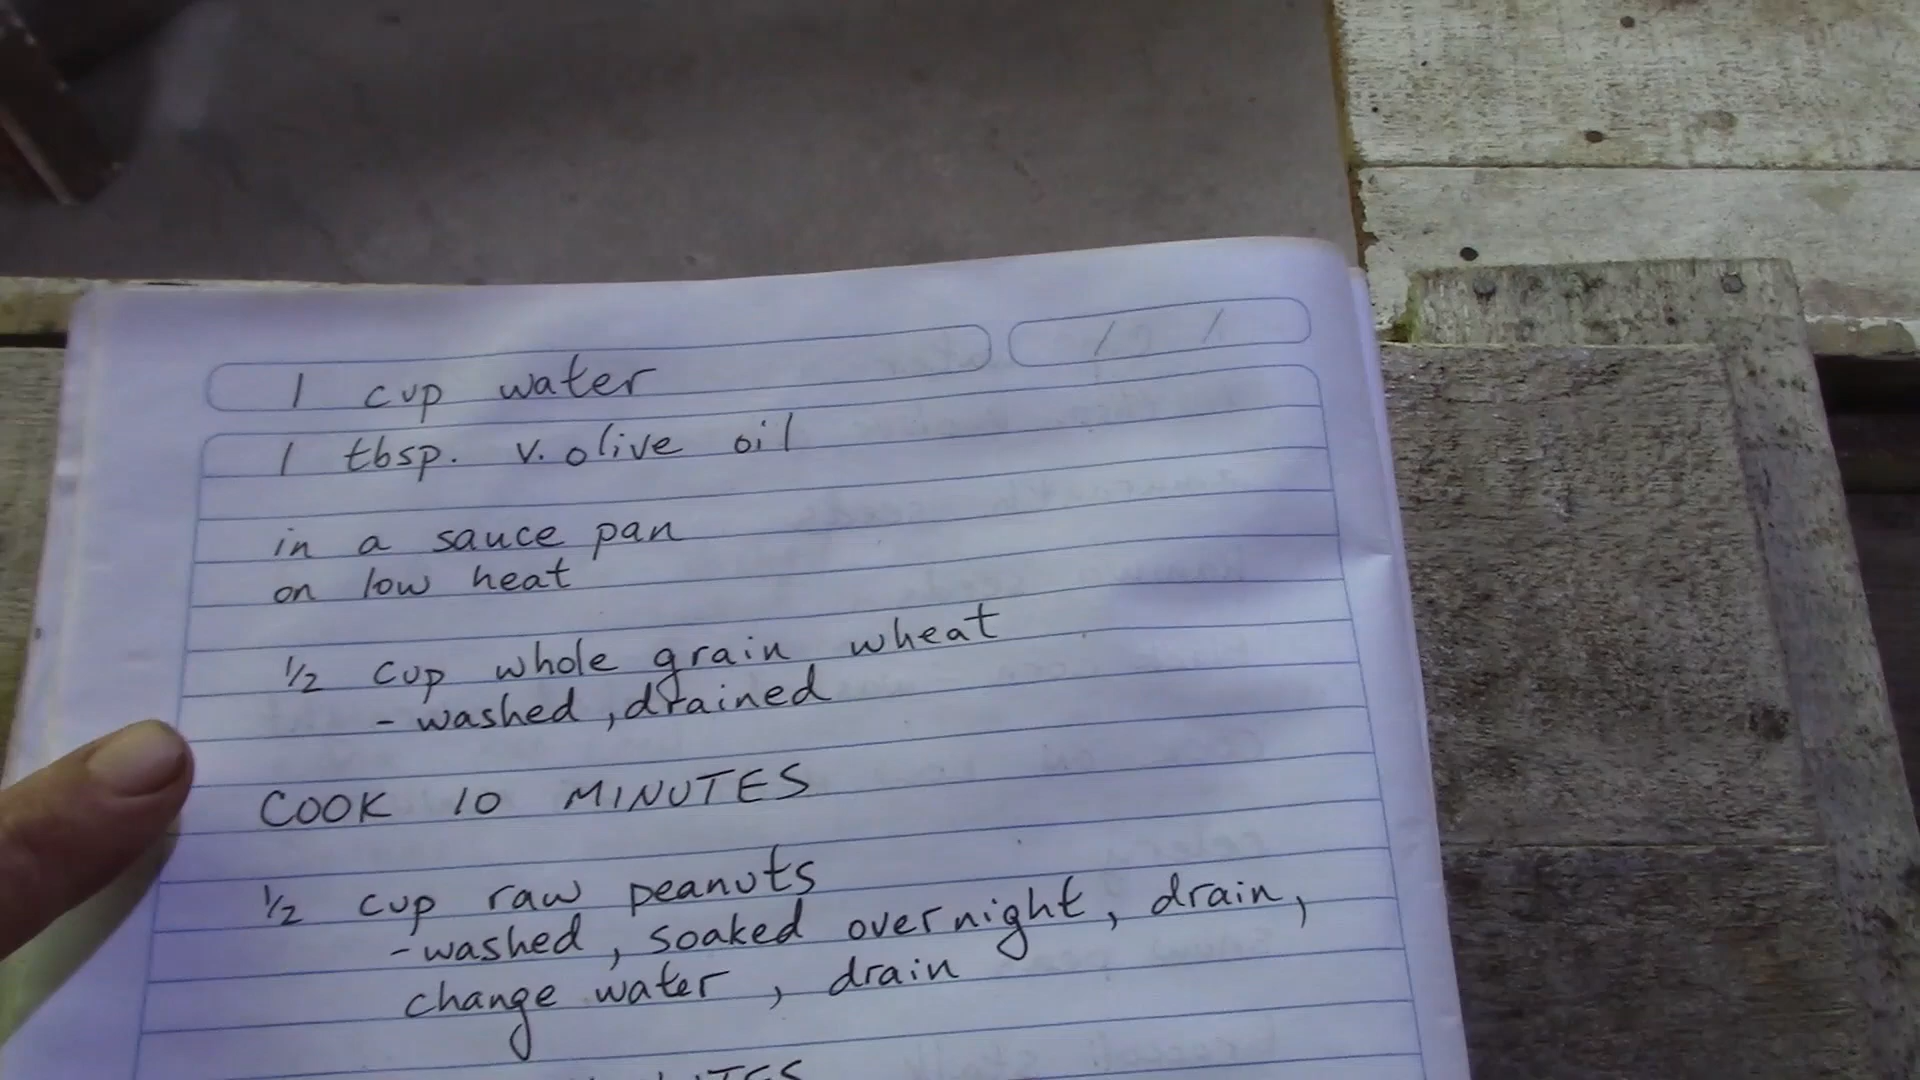 1 cup water
1 tbsp. v. olive oil
in a sauce pan
on low heat
1/2 cup whole grain wheat
- washed, drained
COOK 10 MINUTES
1/2 cup raw peanuts
- washed, soaked overnight, drain,
change water, drain